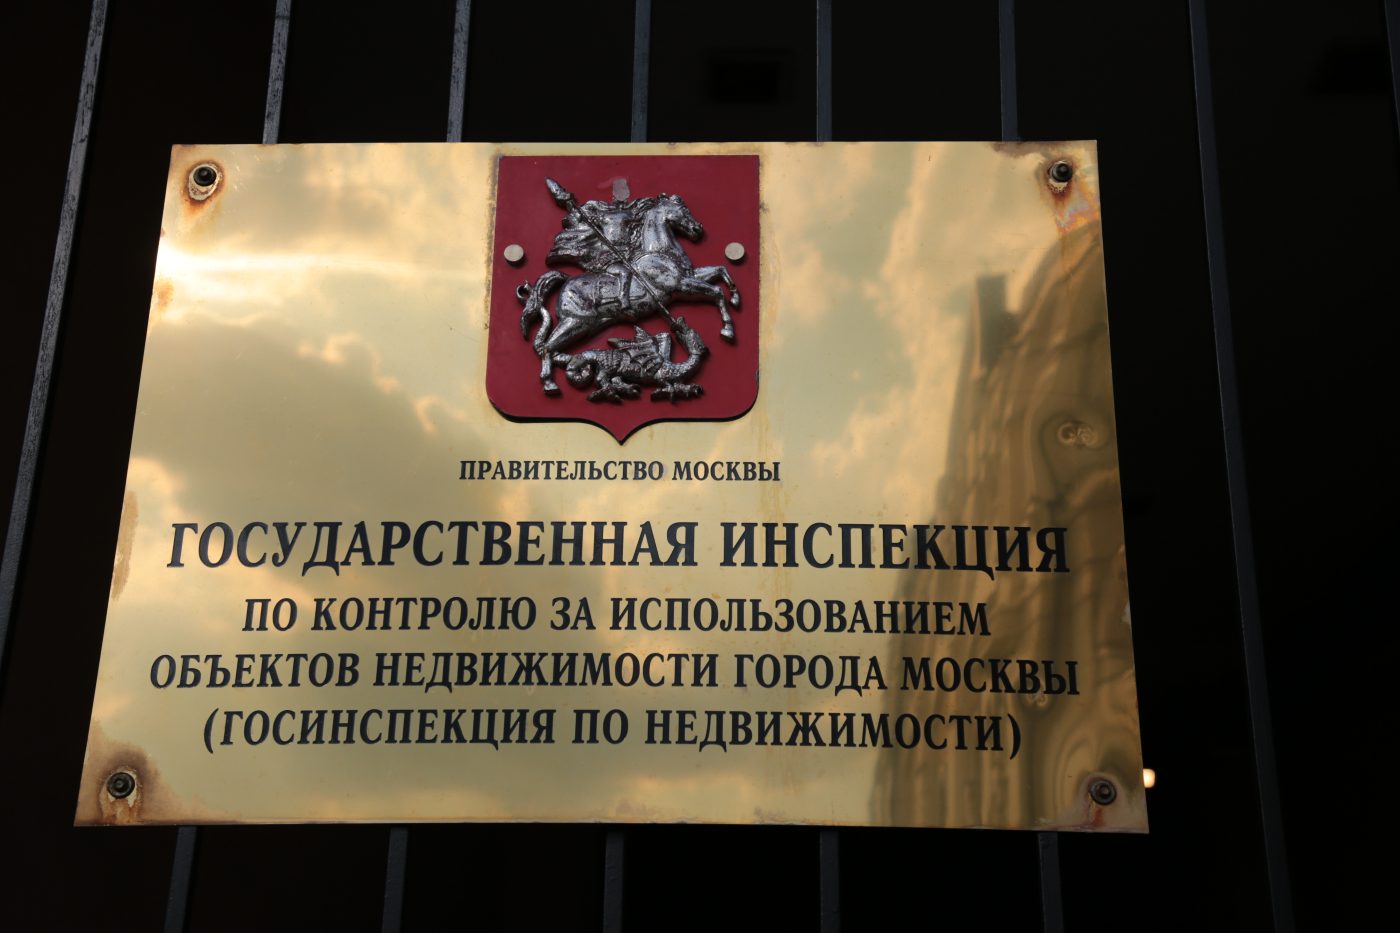 ПРАВИТЕЛЬСТВО МОСКВЫ
ГОСУДАРСТВЕННАЯ ИНСПЕКЦИЯ
ПО КОНТРОЛЮ ЗА ИСПОЛЬЗОВАНИЕМ
ОБЪЕКТОВ НЕДВИЖИМОСТИ ГОРОДА МОСКВЫ
(ГОСИНСПЕКЦИЯ ПО НЕДВИЖИМОСТИ)